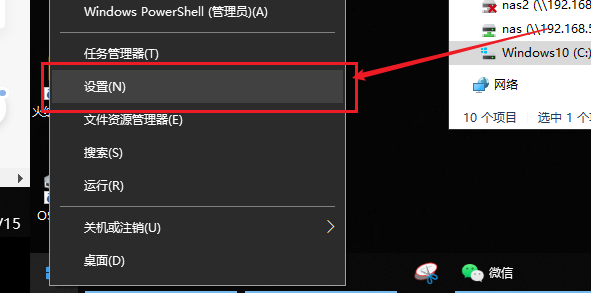 Windows PowerShell (管理员)(A)
任务管理器(T)
设置(N)
文件资源管理器(E)
搜索(S)
运行(R)
关机或注销(U)
桌面(D)
nas2 (\\192.168
nas (\\192.168.5
Windows10 (C:)
网络
10 个项目
选中 1 个
火
OS
/15
微信